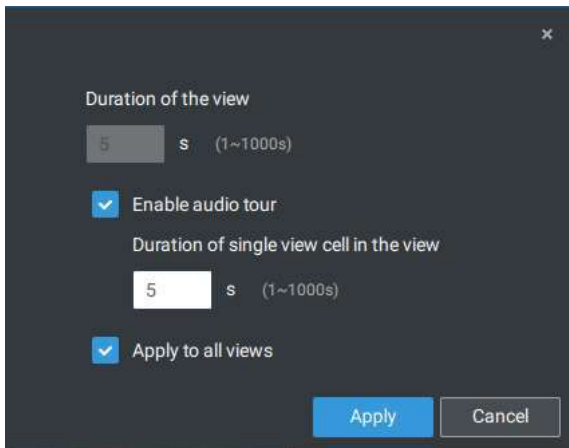 Duration of the view
5 s (1~1000s)
Enable audio tour
Duration of single view cell in the view
5 s (1~1000s)
Apply to all views
Apply Cancel